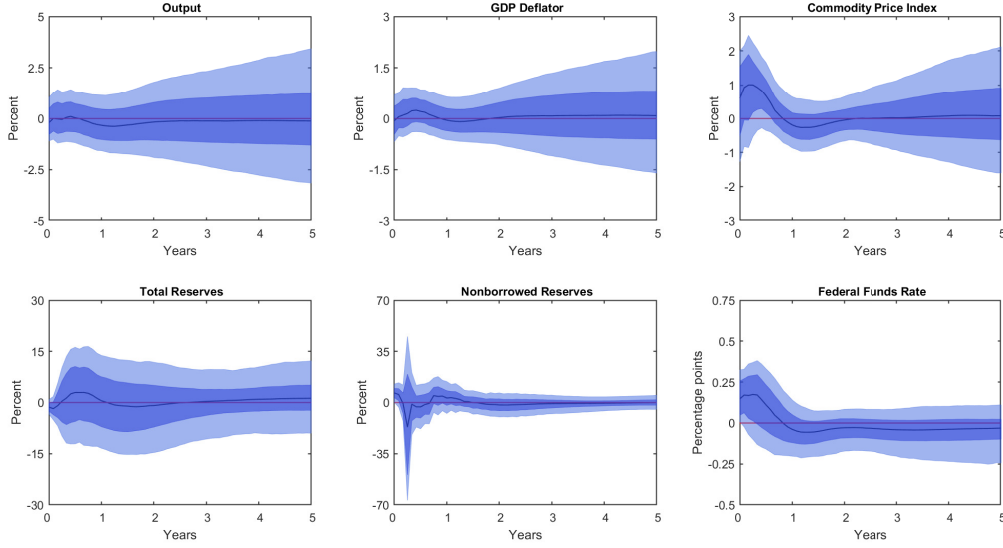 Output
GDP Deflator
Commodity Price Index
5
2.5
0
-2.5
-5
Percent
0 1 2 3 4 5
Years
3
1.5
0
-1.5
-3
Percent
0 1 2 3 4 5
Years
3
2
1
0
-1
-2
-3
Percent
0 1 2 3 4 5
Years
Total Reserves
Nonborrowed Reserves
Federal Funds Rate
30
15
0
-15
-30
Percent
0 1 2 3 4 5
Years
70
35
0
-35
-70
Percent
0 1 2 3 4 5
Years
0.75
0.5
0.25
0
-0.25
-0.5
Percentage points
0 1 2 3 4 5
Years